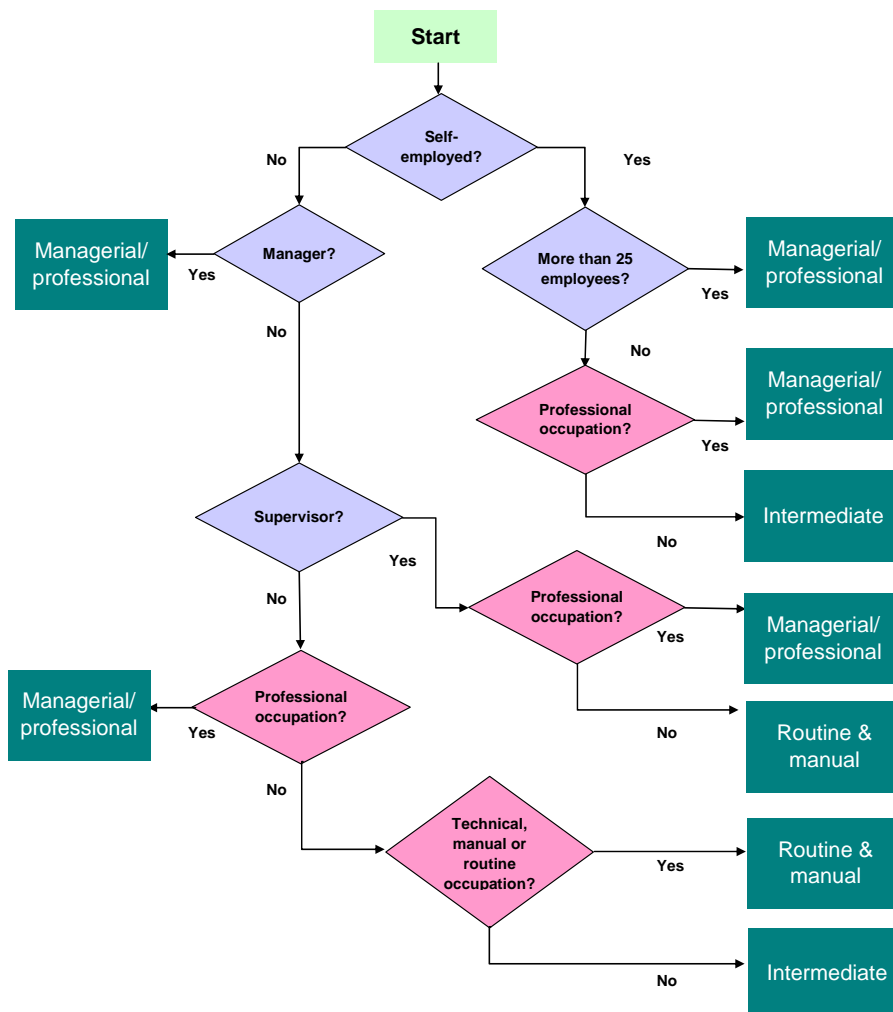 Start
Self-
employed?
No
Yes
Manager?
Managerial/
professional
Yes
More than 25
employees?
Managerial/
professional
Yes
No
No
Professional
occupation?
Managerial/
professional
Yes
Supervisor?
Intermediate
No
Yes
No
Professional
occupation?
Yes
Managerial/
professional
Professional
occupation?
Managerial/
professional
Yes
No
Routine &
manual
No
Technical,
manual or
routine
occupation?
Yes
Routine &
manual
No
Intermediate